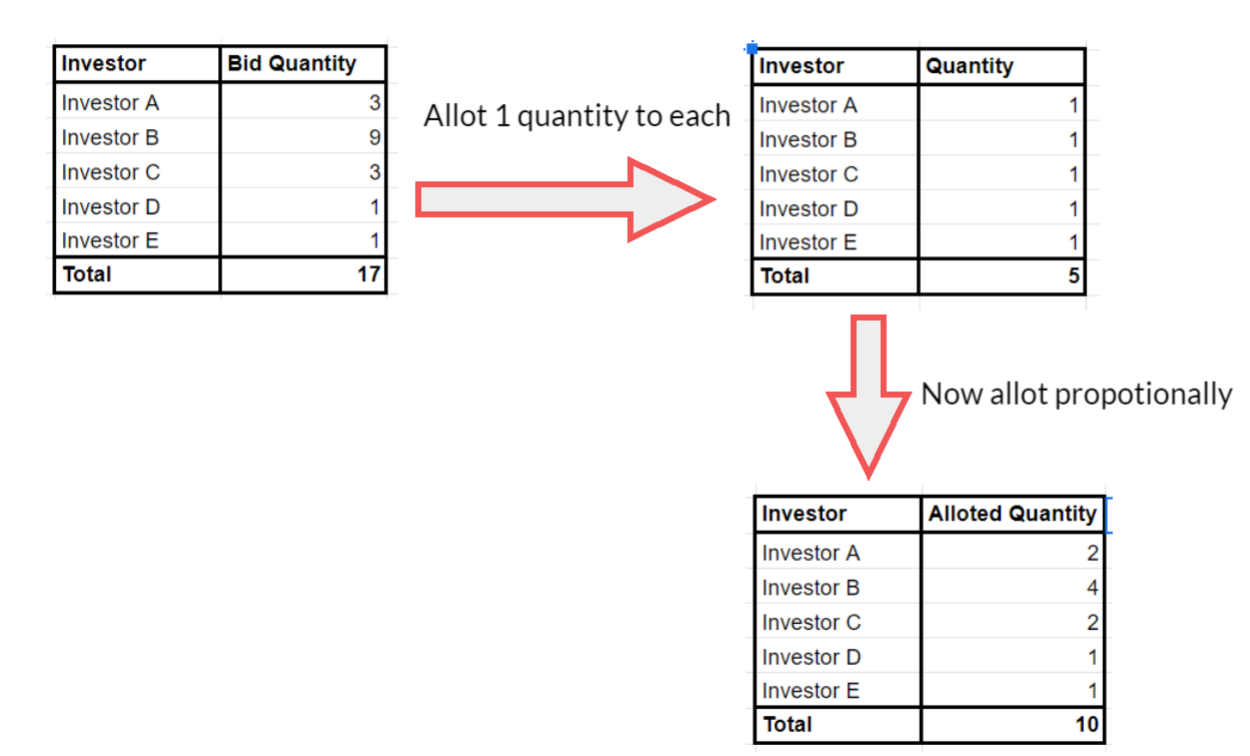 Investor Bid Quantity
Investor A 3
Investor B 9
Investor C 3
Investor D 1
Investor E 1
Total 17
Allot 1 quantity to each
Investor Quantity
Investor A 1
Investor B 1
Investor C 1
Investor D 1
Investor E 1
Total 5
Now allot propotionally
Investor Alloted Quantity
Investor A 2
Investor B 4
Investor C 2
Investor D 1
Investor E 1
Total 10